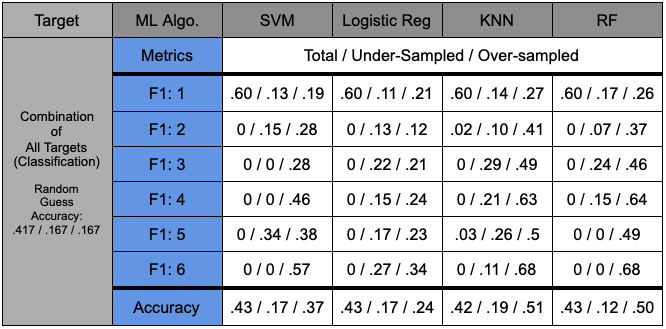 Target ML Algo. SVM Logistic Reg KNN RF
Metrics Total / Under-Sampled / Over-sampled
F1: 1 .60 / .13 / .19 .60 / .11 / .21 .60 / .14 / .27 .60 / .17 / .26
F1: 2 0 / .15 / .28 0 / .13 / .12 .02 / .10 / .41 0 / .07 / .37
F1: 3 0 / 0 / .28 0 / .22 / .21 0 / .29 / .49 0 / .24 / .46
F1: 4 0 / 0 / .46 0 / .15 / .24 0 / .21 / .63 0 / .15 / .64
F1: 5 0 / .34 / .38 0 / .17 / .23 .03 / .26 / .5 0 / 0 / .49
F1: 6 0 / 0 / .57 0 / .27 / .34 0 / .11 / .68 0 / 0 / .68
Accuracy .43 / .17 / .37 .43 / .17 / .24 .42 / .19 / .51 .43 / .12 / .50
Combination
of
All Targets
(Classification)
Random
Guess
Accuracy:
.417 / .167 / .167